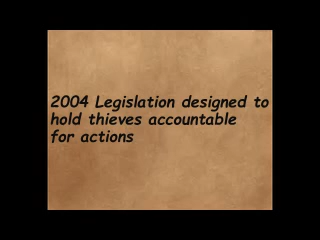 2004 Legislation designed to
hold thieves accountable
for actions